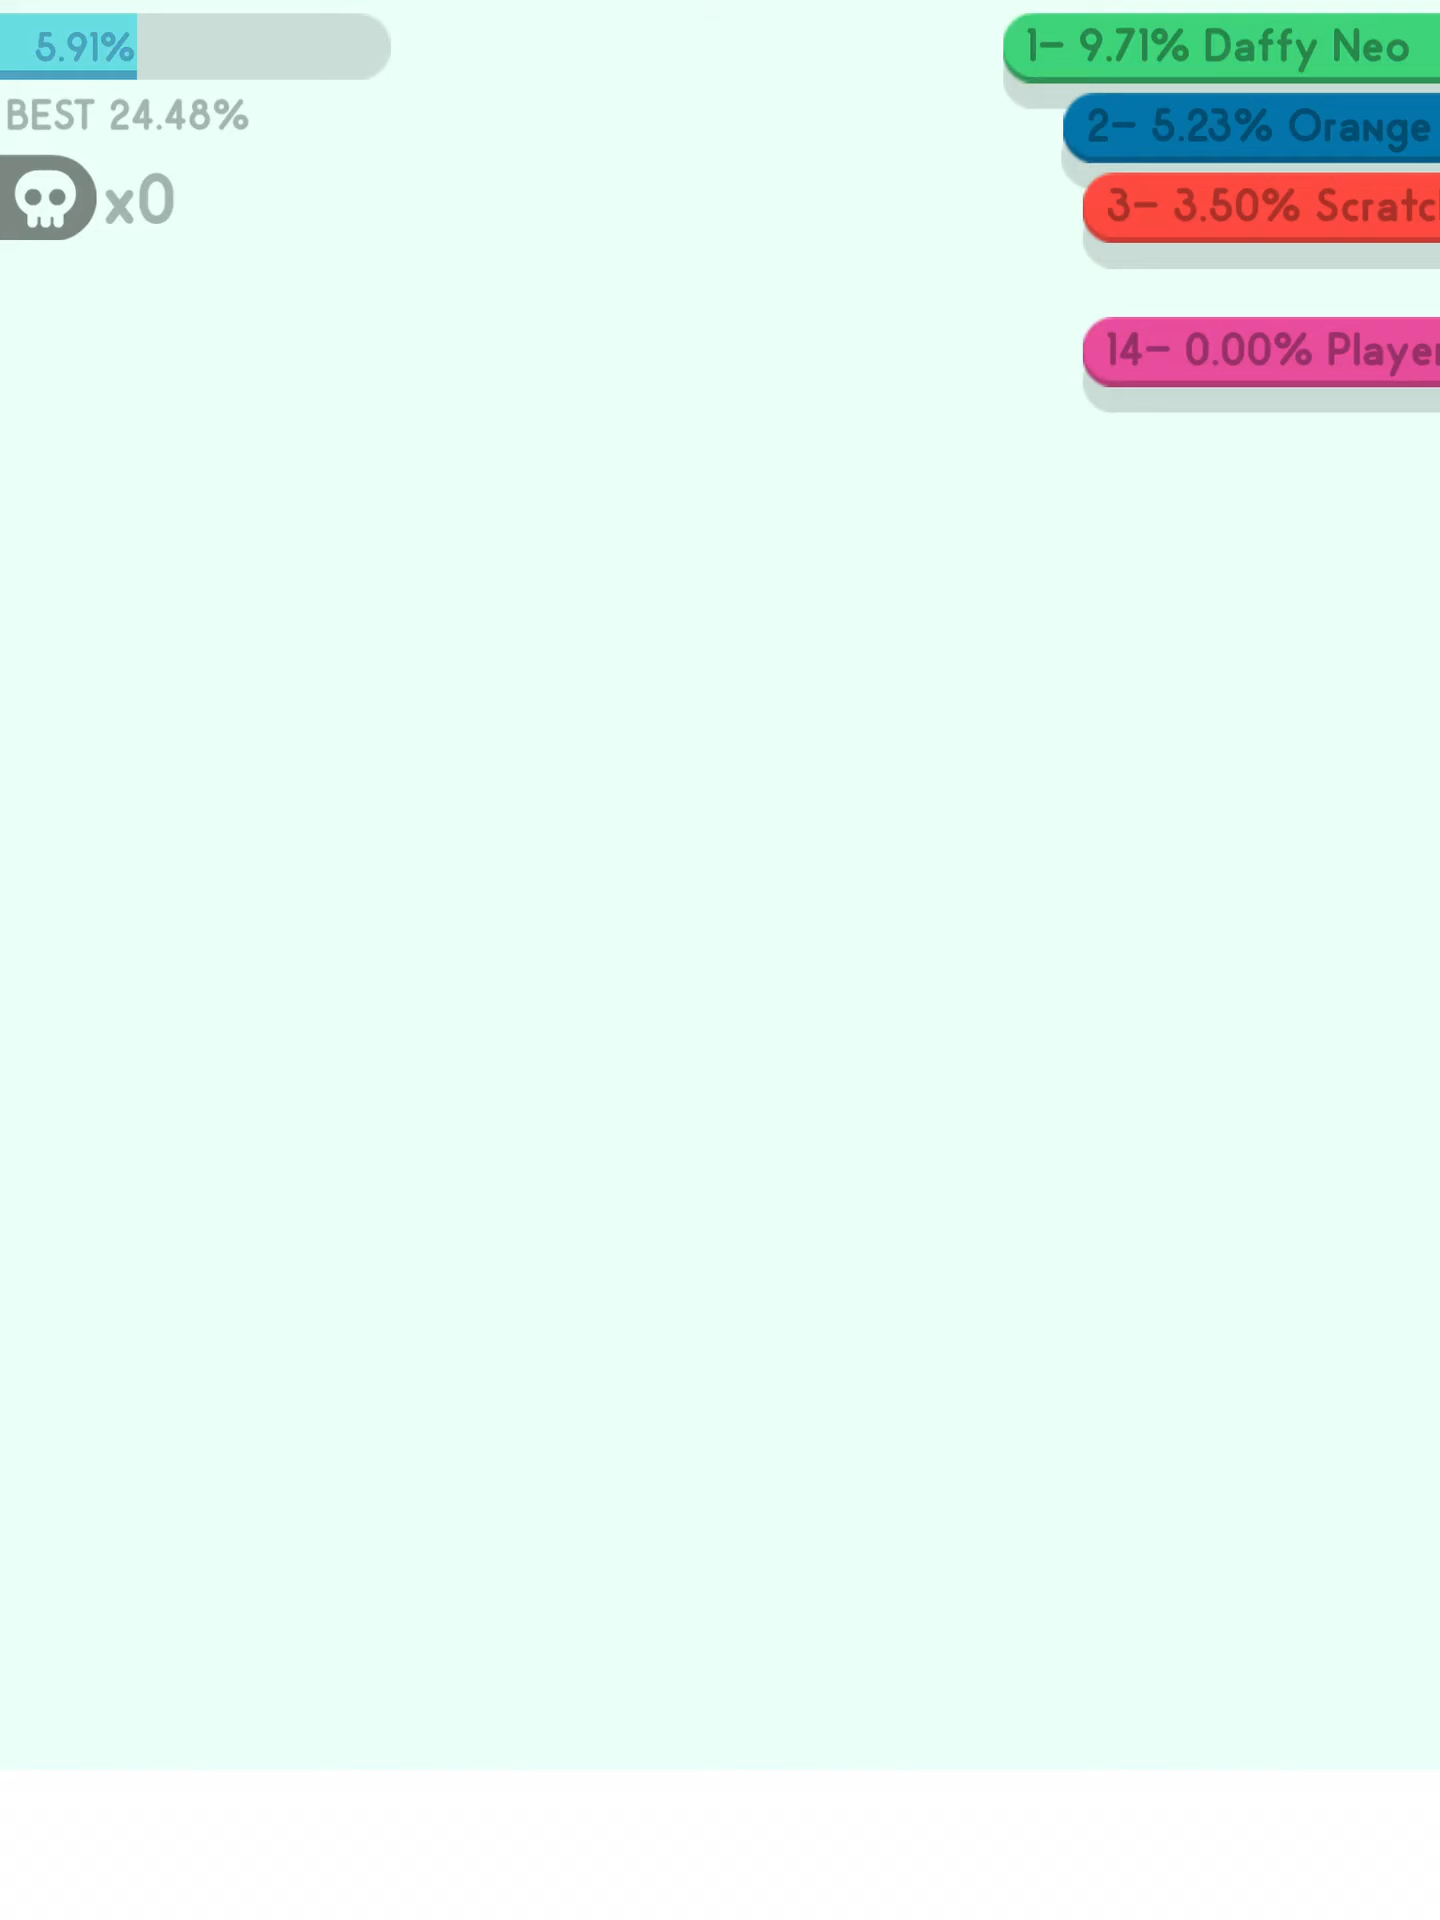 5.91%
BEST 24.48%
x0
1- 9.71% Daffy Neo
2- 5.23% Orange
3- 3.50%
14- 0.00%